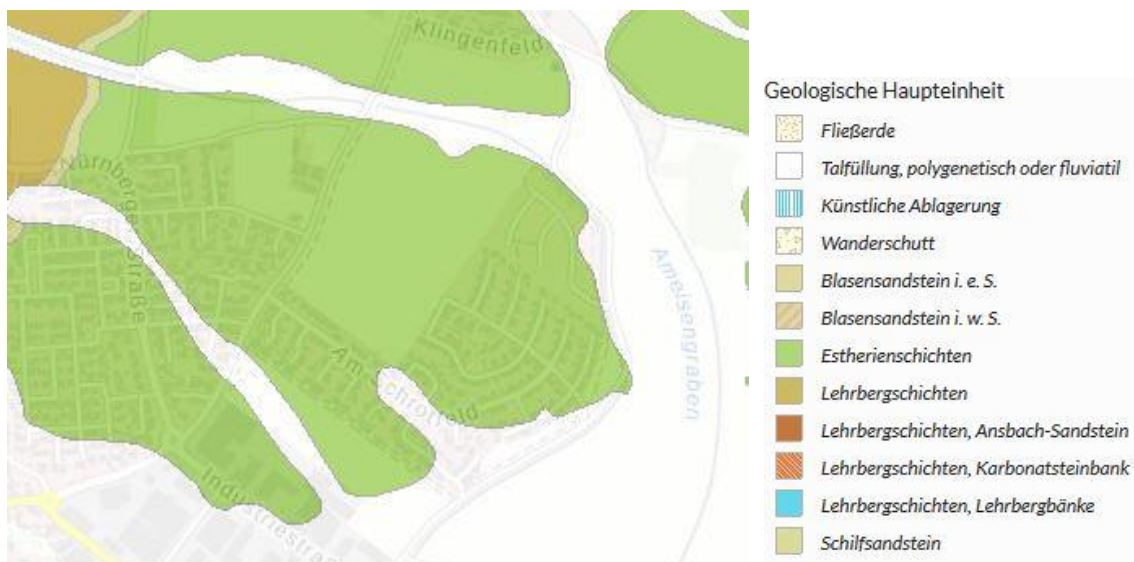 Klingenfeld
Nürnberger Straße
Am Schrotfeld
Ameisengraben
Geologische Haupteinheit
Fließerde
Talfüllung, polygenetisch oder fluviatil
Künstliche Ablagerung
Wanderschutt
Blasensandstein i. e. S.
Blasensandstein i. w. S.
Estherienschichten
Lehrbergschichten
Lehrbergschichten, Ansbach-Sandstein
Lehrbergschichten, Karbonatsteinbank
Lehrbergschichten, Lehrbergbänke
Schilfsandstein